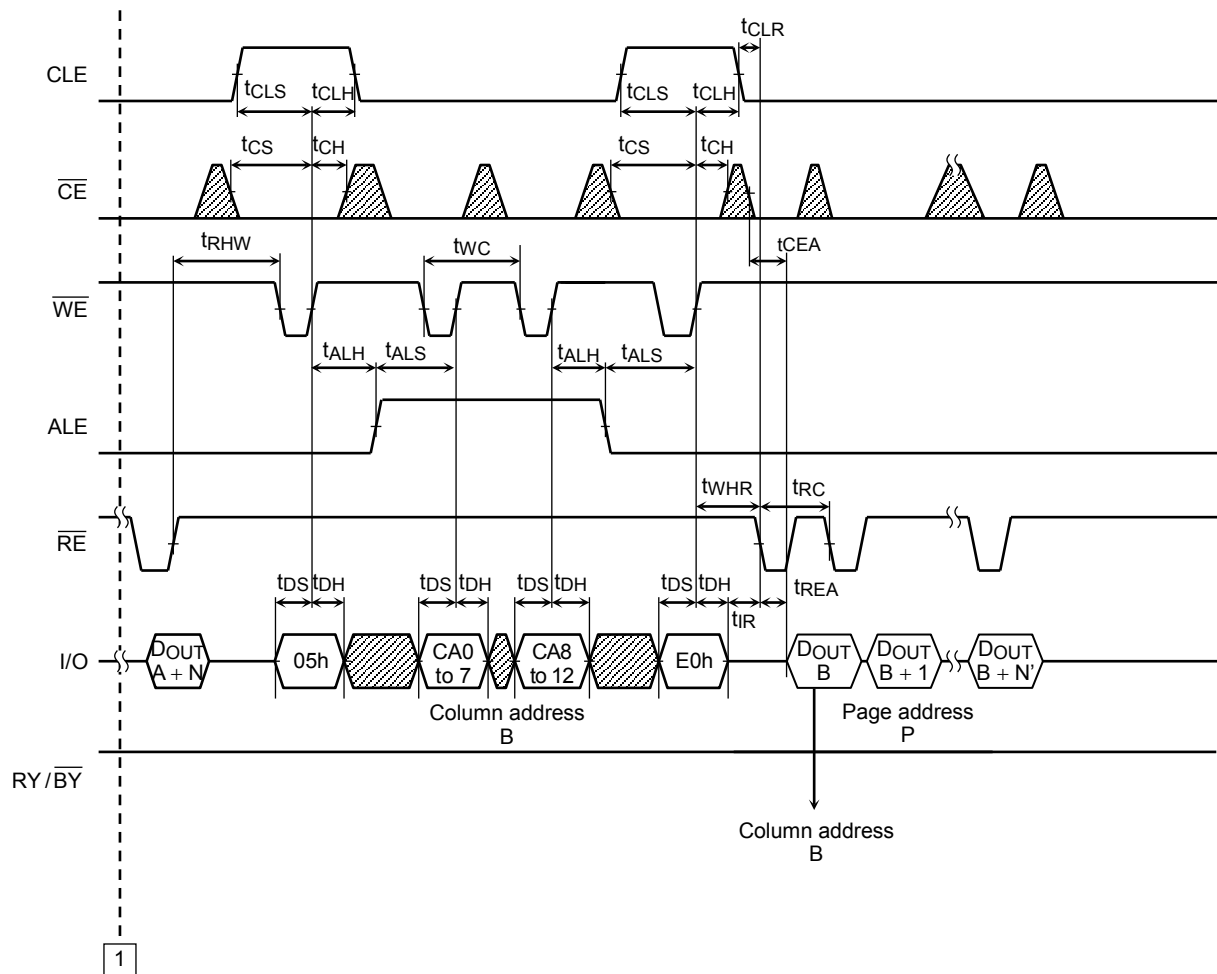 tCLR
CLE
tCLS tCLH tCLS tCLH
tCS tCH tCS tCH
CE
tRHW tWC tCEA
WE
tALH tALS tALH tALS
ALE
tWHR tRC
RE
tDS tDH tDS tDH tDS tDH tDS tDH tREA
tIR
I/O
DOUT
A + N
05h
CA0
to 7
CA8
to 12
E0h
DOUT
B
DOUT
B + 1
DOUT
B + N'
Column address
B
Page address
P
RY / BY
Column address
B
1